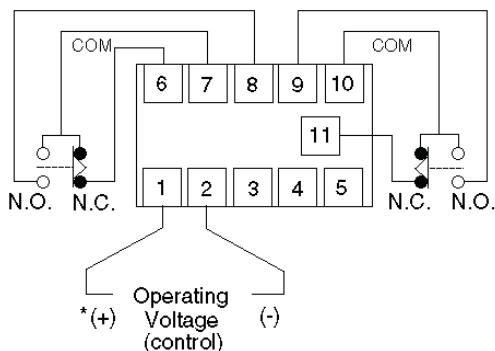 COM
COM
6 7 8 9 10
11
1 2 3 4 5
N.O. N.C.
N.C. N.O.
Operating
Voltage
(control)
*(+)
(-)